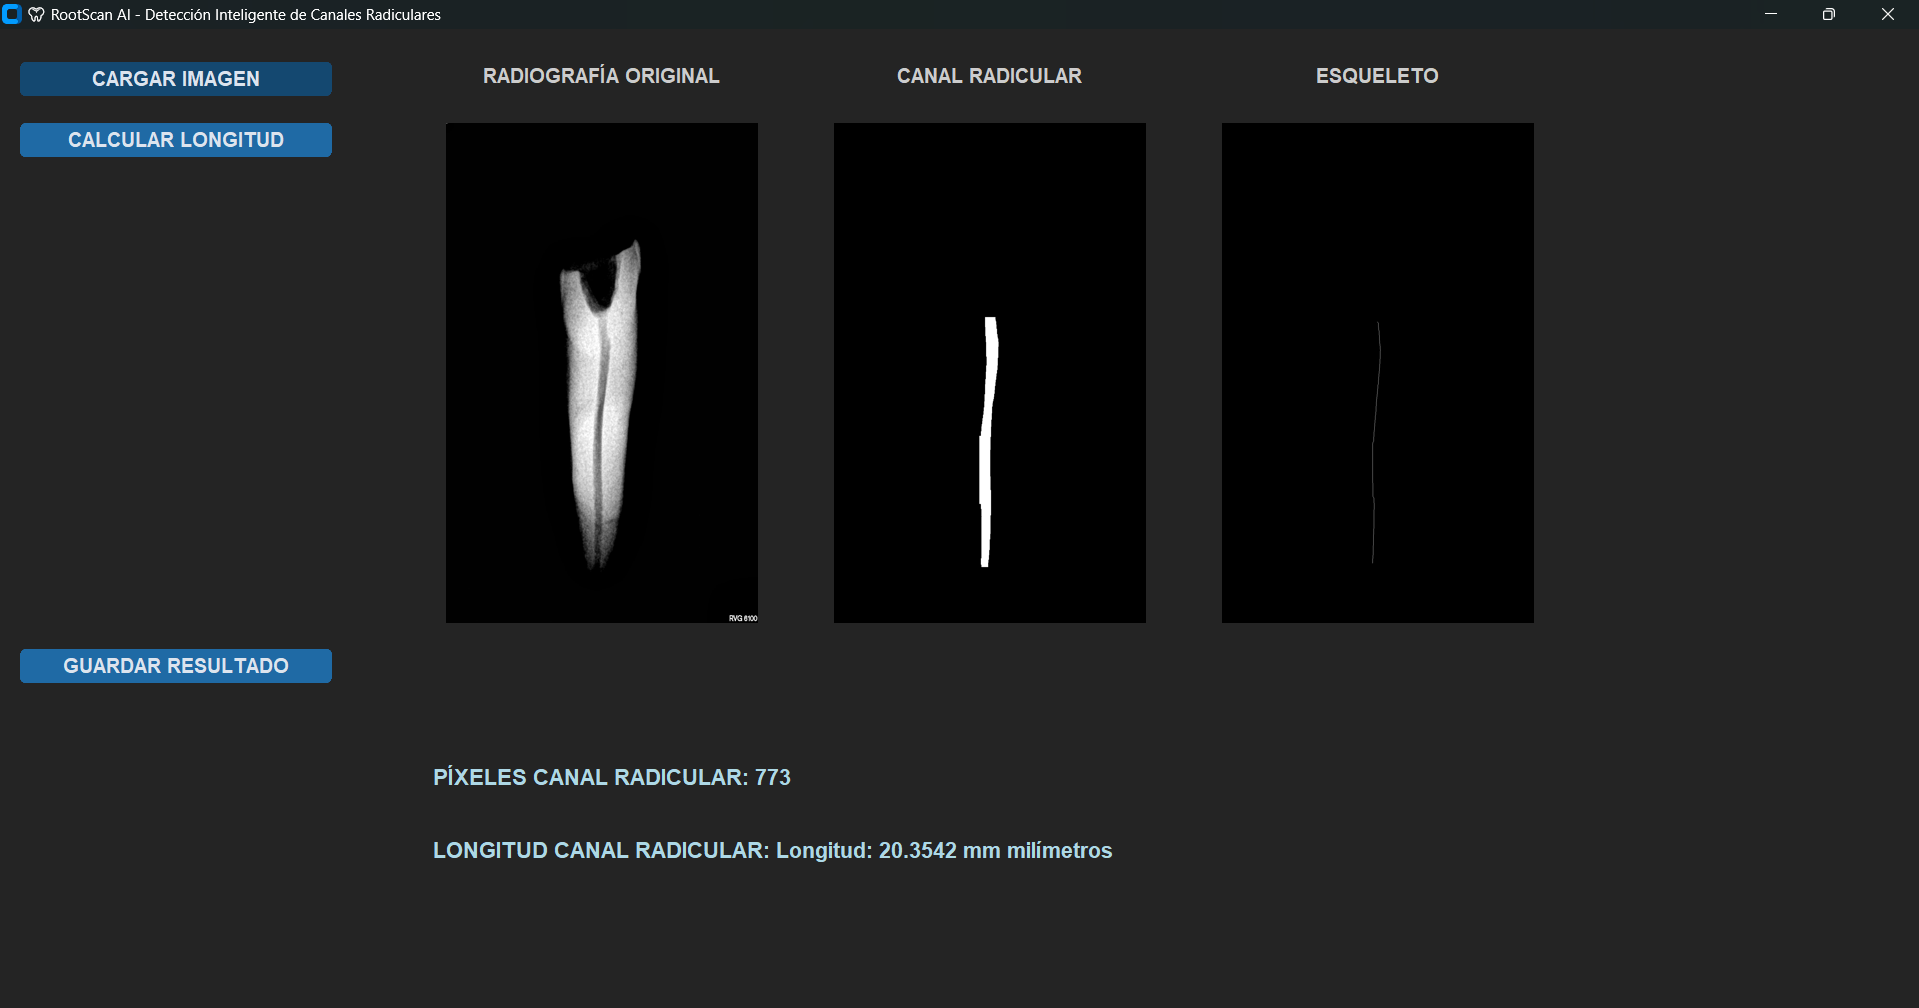 RootScan AI - Detección Inteligente de Canales Radiculares
CARGAR IMAGEN
CALCULAR LONGITUD
GUARDAR RESULTADO
RADIOGRAFÍA ORIGINAL
CANAL RADICULAR
ESQUELETO
RVG 6100
PÍXELES CANAL RADICULAR: 773
LONGITUD CANAL RADICULAR: Longitud: 20.3542 mm milímetros